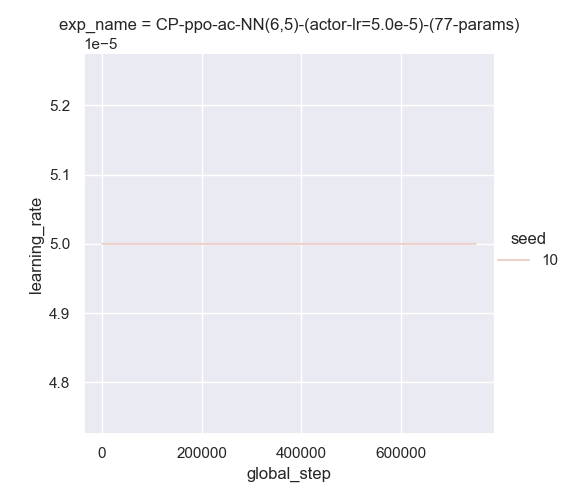 exp_name = CP-ppo-ac-NN(6,5)-(actor-lr=5.0e-5)-(77-params)
1e−5
5.2
5.1
5.0
4.9
4.8
learning_rate
0 200000 400000 600000
global_step
seed
10